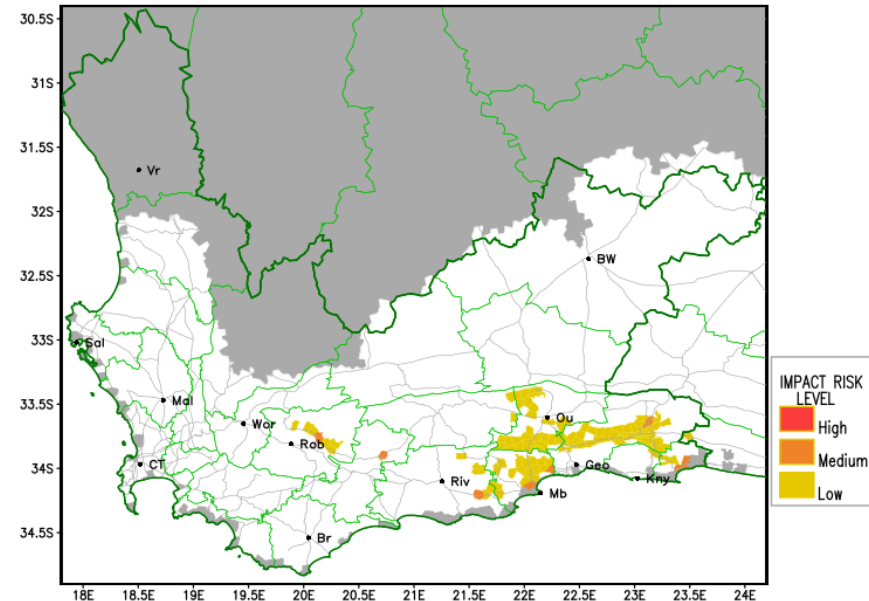 30.5S
31S
31.5S
Vr
32S
BW
32.5S
33S
Sal
IMPACT RISK
LEVEL
High
Medium
Low
33.5S
Mal
Wor
Ou
Rob
34S
CT
Geo
Riv
Kny
Mb
34.5S
Br
18E
18.5E
19E
19.5E
20E
20.5E
21E
21.5E
22E
22.5E
23E
23.5E
24E